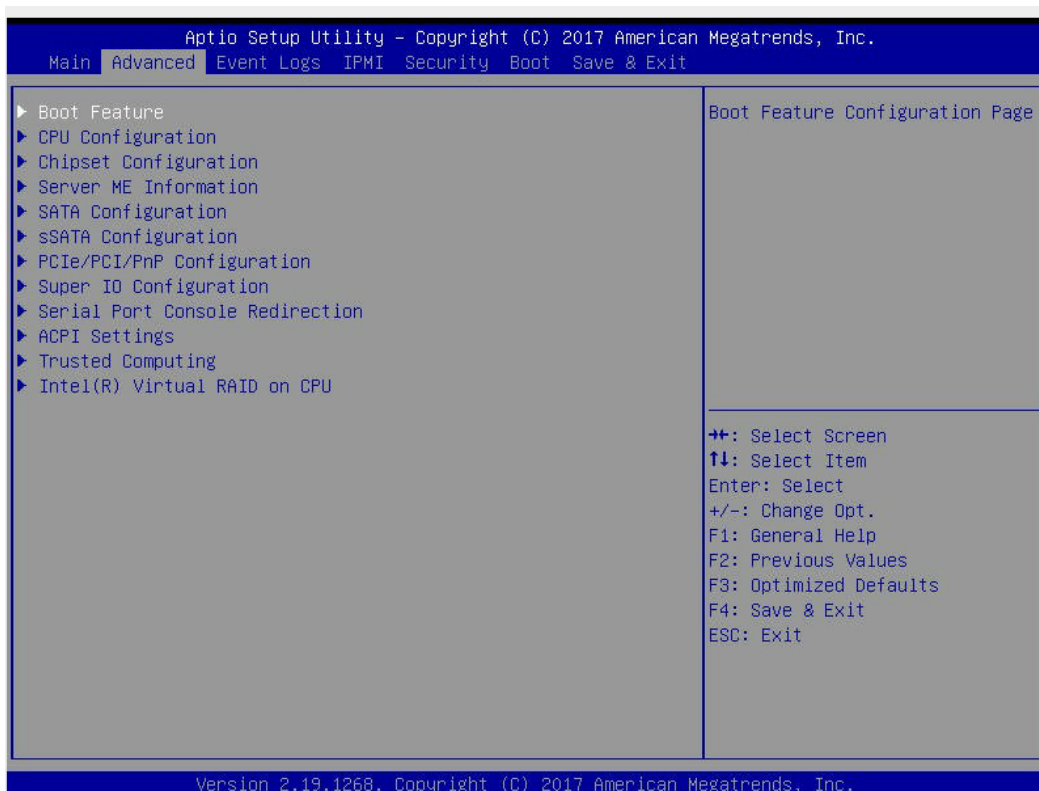 Aptio Setup Utility – Copyright (C) 2017 American Megatrends, Inc.
Main Advanced Event Logs IPMI Security Boot Save & Exit
▶ Boot Feature
▶ CPU Configuration
▶ Chipset Configuration
▶ Server ME Information
▶ SATA Configuration
▶ sSATA Configuration
▶ PCIe/PCI/PnP Configuration
▶ Super IO Configuration
▶ Serial Port Console Redirection
▶ ACPI Settings
▶ Trusted Computing
▶ Intel(R) Virtual RAID on CPU
Boot Feature Configuration Page
→←: Select Screen
↑↓: Select Item
Enter: Select
+/-: Change Opt.
F1: General Help
F2: Previous Values
F3: Optimized Defaults
F4: Save & Exit
ESC: Exit
Version 2.19.1268. Copyright (C) 2017 American Megatrends, Inc.